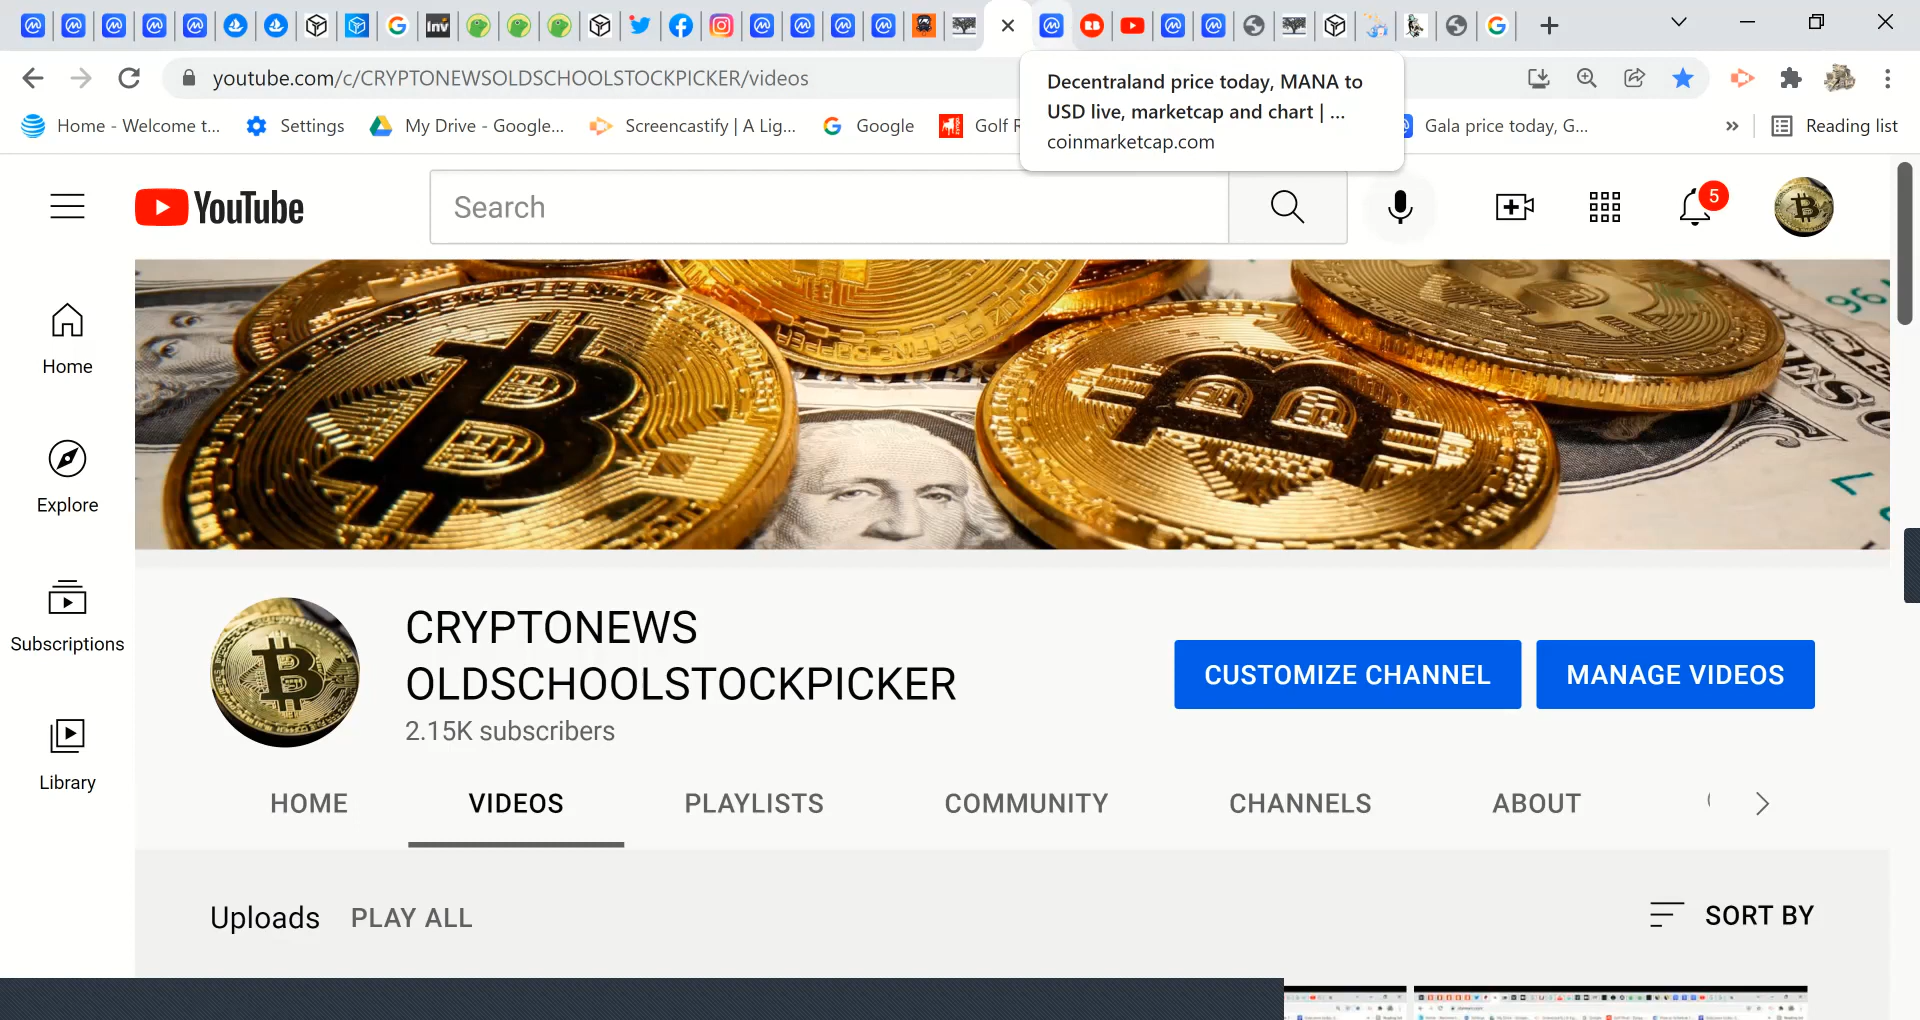 youtube.com/c/CRYPTONEWSOLDSCHOOLSTOCKPICKER/videos
Decentraland price today, MANA to
USD live, marketcap and chart | ...
coinmarketcap.com
Home - Welcome t...
Settings
My Drive - Google...
Screencastify | A Lig...
Google
Golf R
Gala price today, G...
»
Reading list
YouTube
Search
5
Home
Explore
Subscriptions
Library
CRYPTONEWS
OLDSCHOOLSTOCKPICKER
2.15K subscribers
CUSTOMIZE CHANNEL
MANAGE VIDEOS
HOME
VIDEOS
PLAYLISTS
COMMUNITY
CHANNELS
ABOUT
Uploads
PLAY ALL
SORT BY